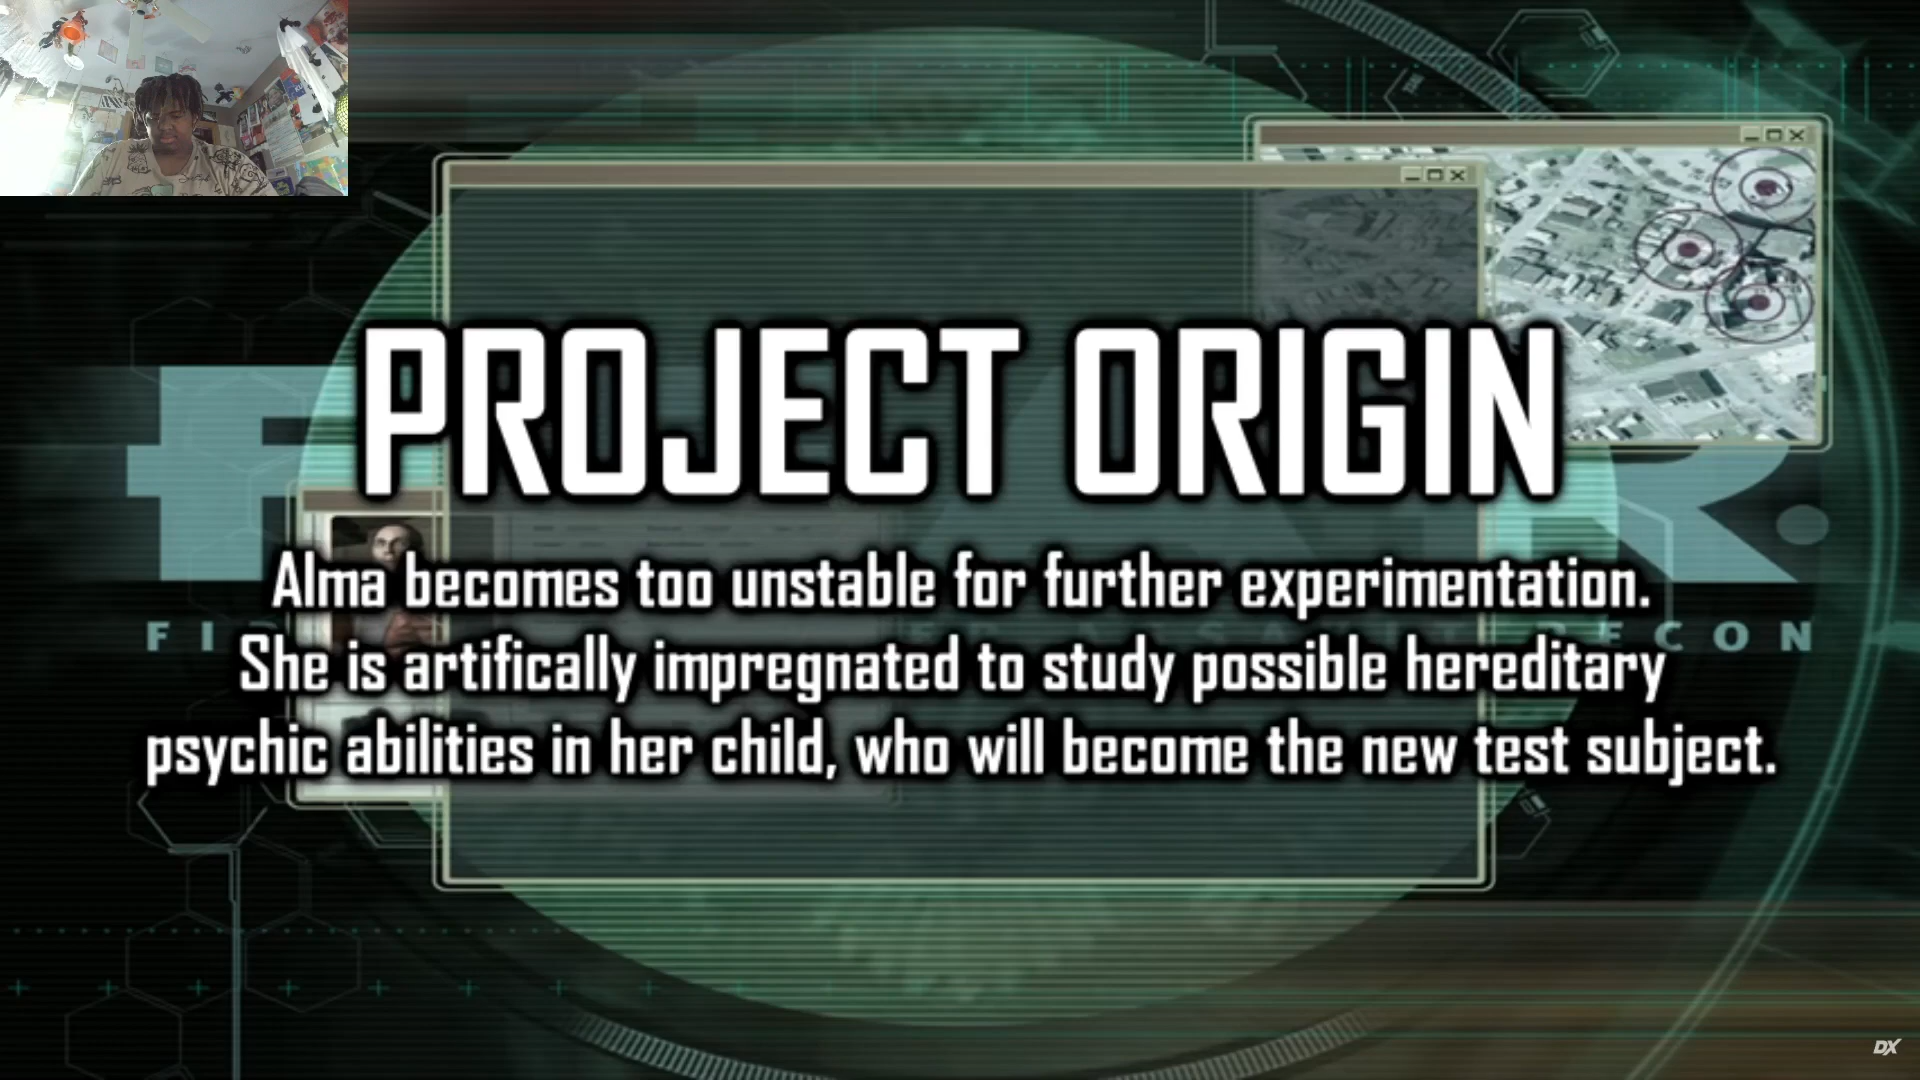 PROJECT ORIGIN
Alma becomes too unstable for further experimentation.
She is artifically impregnated to study possible hereditary
psychic abilities in her child, who will become the new test subject.
DX